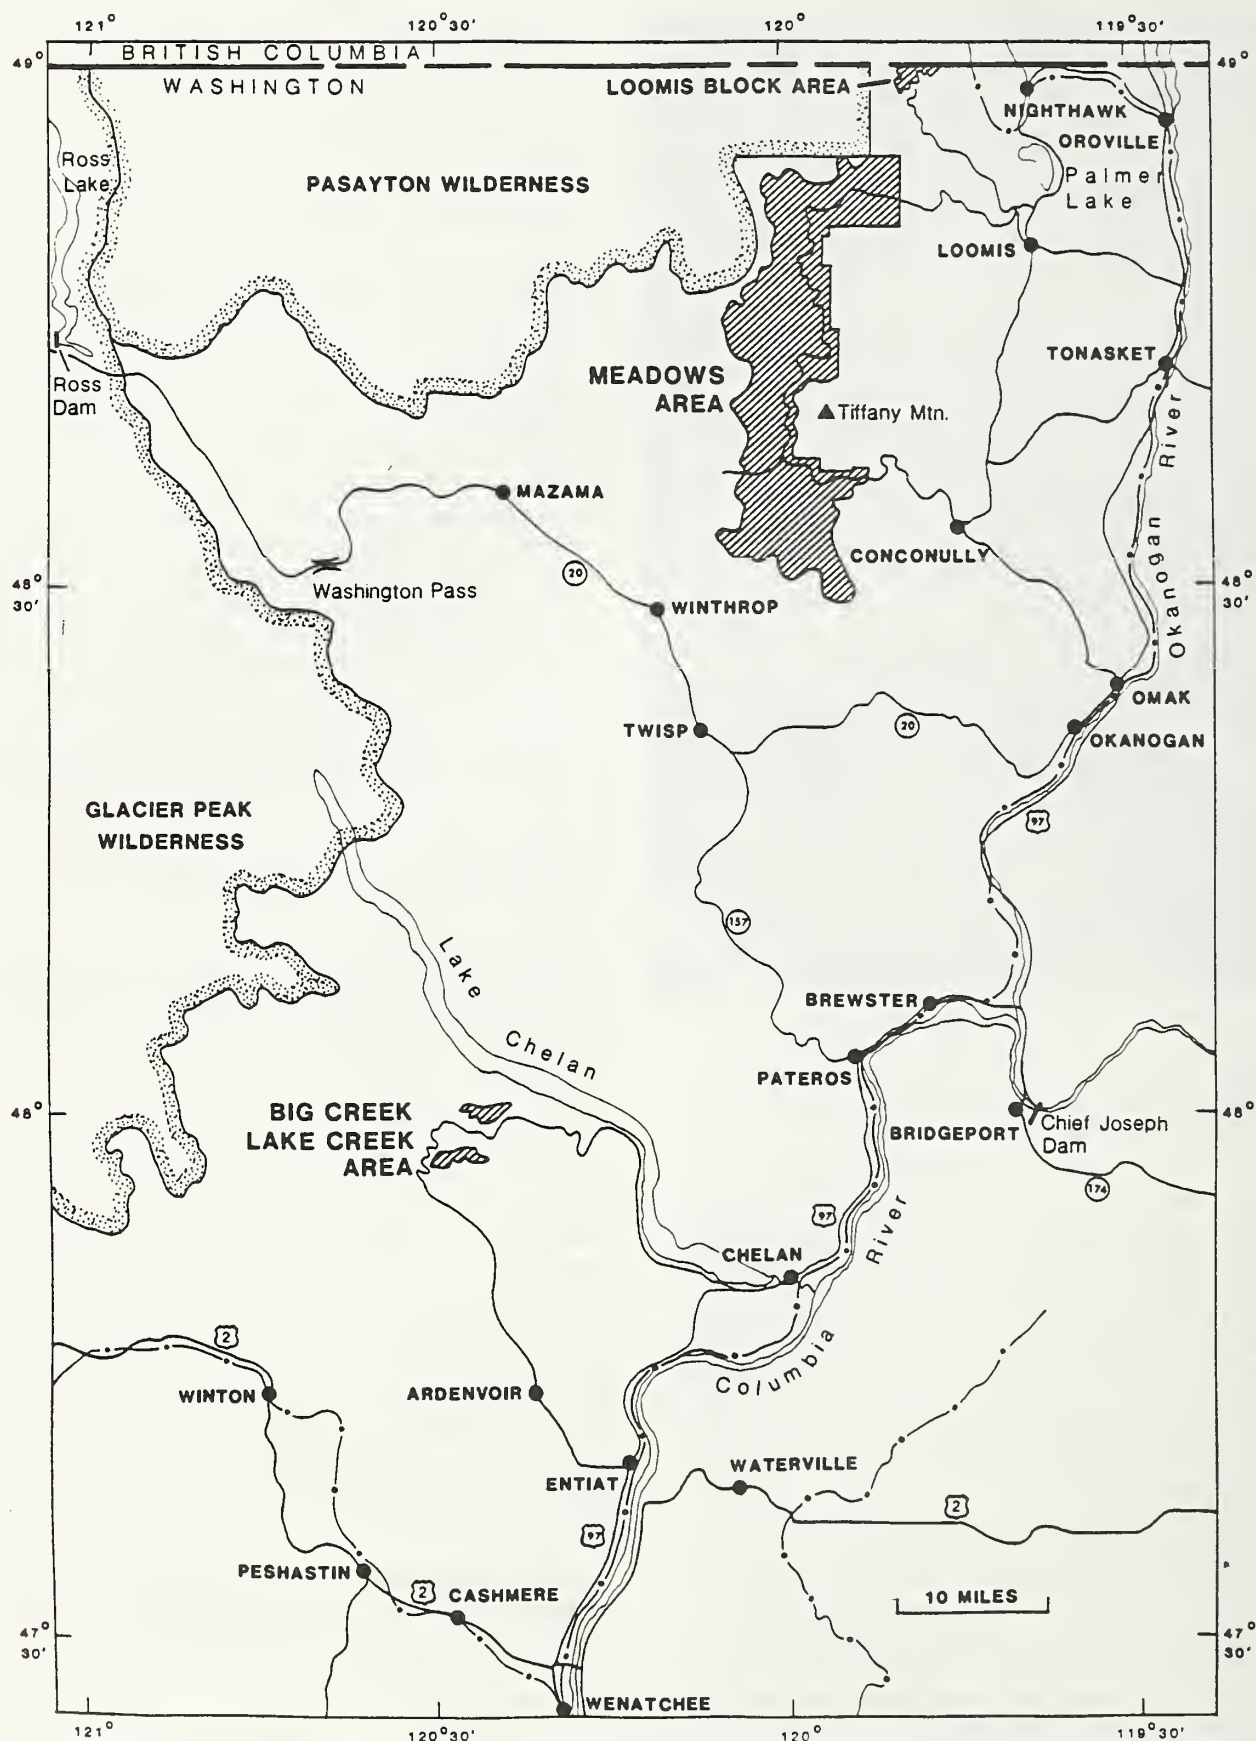 121°
120°30'
120°
119°30'
49°
BRITISH COLUMBIA
WASHINGTON
49°
LOOMIS BLOCK AREA
NIGHTHAWK
OROVILLE
Ross
Lake
PASAYTON WILDERNESS
Palmer
Lake
LOOMIS
TONASKET
Ross
Dam
MEADOWS
AREA
Tiffany Mtn.
Okanogan River
MAZAMA
CONCONULLY
48°
30'
Washington Pass
20
WINTHROP
48°
30'
OMAK
TWISP
20
OKANOGAN
GLACIER PEAK
WILDERNESS
97
Lake Chelan
157
BREWSTER
PATEROS
48°
BIG CREEK
LAKE CREEK
AREA
BRIDGEPORT
Chief Joseph
Dam
48°
174
97
CHELAN
Columbia River
2
WINTON
ARDENVOIR
ENTIAT
WATERVILLE
2
97
PESHASTIN
2
CASHMERE
10 MILES
47°
30'
47°
30'
WENATCHEE
121°
120°30'
120°
119°30'